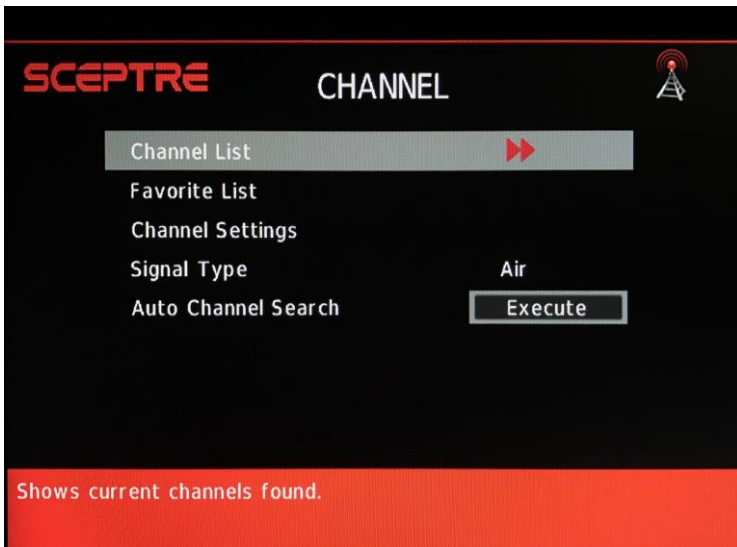 SCEPTRE
CHANNEL
Channel List
Favorite List
Channel Settings
Signal Type Air
Auto Channel Search Execute
Shows current channels found.